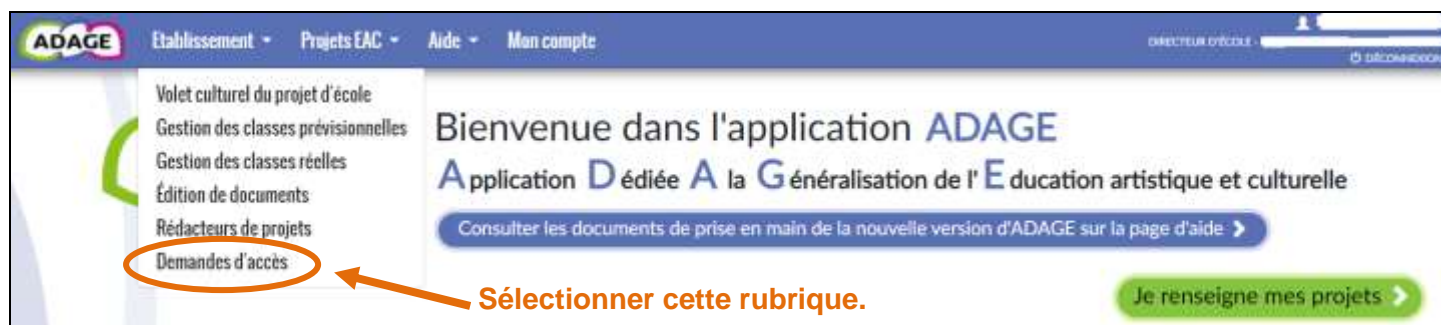 ADAGE Etablissement Projets EAC Aide Mon compte
DIRECTEUR D'ÉCOLE -
DÉCONNEXION
Volet culturel du projet d'école
Gestion des classes prévisionnelles
Gestion des classes réelles
Édition de documents
Rédacteurs de projets
Demandes d'accès
Bienvenue dans l'application ADAGE
Application Dédiée A la Généralisation de l'Education artistique et culturelle
Consulter les documents de prise en main de la nouvelle version d'ADAGE sur la page d'aide
Sélectionner cette rubrique.
Je renseigne mes projets